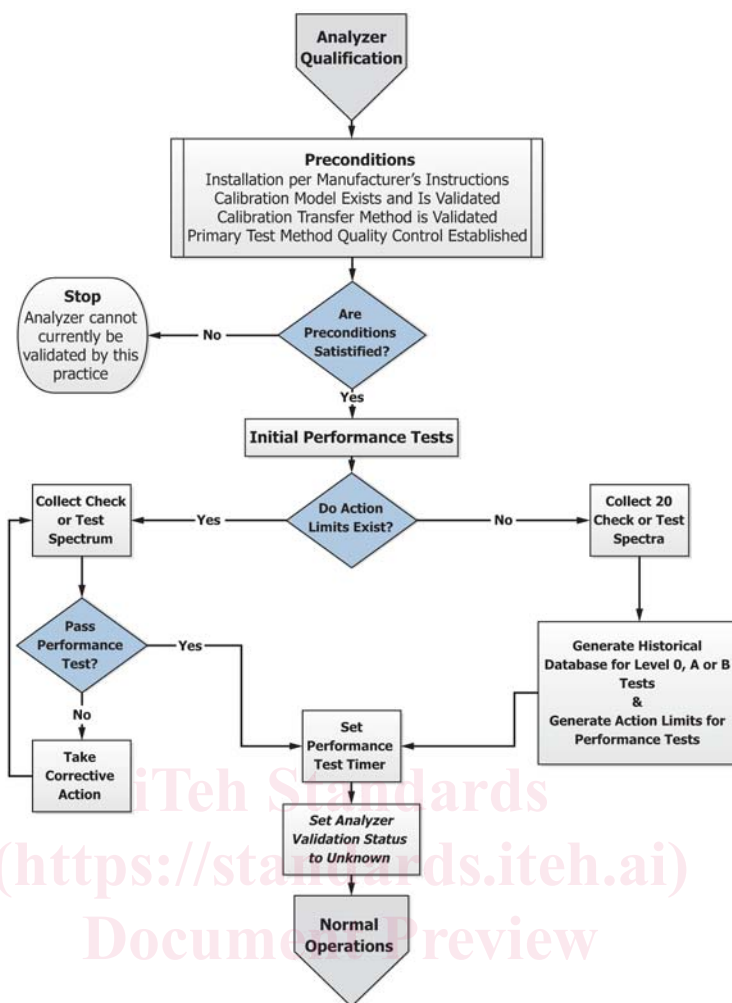 Analyzer
Qualification
Preconditions
Installation per Manufacturer's Instructions
Calibration Model Exists and Is Validated
Calibration Transfer Method is Validated
Primary Test Method Quality Control Established
Stop
Analyzer cannot
currently be
validated by this
practice
No
Are
Preconditions
Satistified?
Yes
Initial Performance Tests
Collect Check
or Test
Spectrum
Yes
Do Action
Limits Exist?
No
Collect 20
Check or Test
Spectra
Pass
Performance
Test?
Yes
No
Take
Corrective
Action
Generate Historical
Database for Level 0, A or B
Tests
&
Generate Action Limits for
Performance Tests
Set
Performance
Test Timer
Set Analyzer
Validation Status
to Unknown
Normal
Operations
iTeh Standards
(https://standards.iteh.ai)
Document Preview